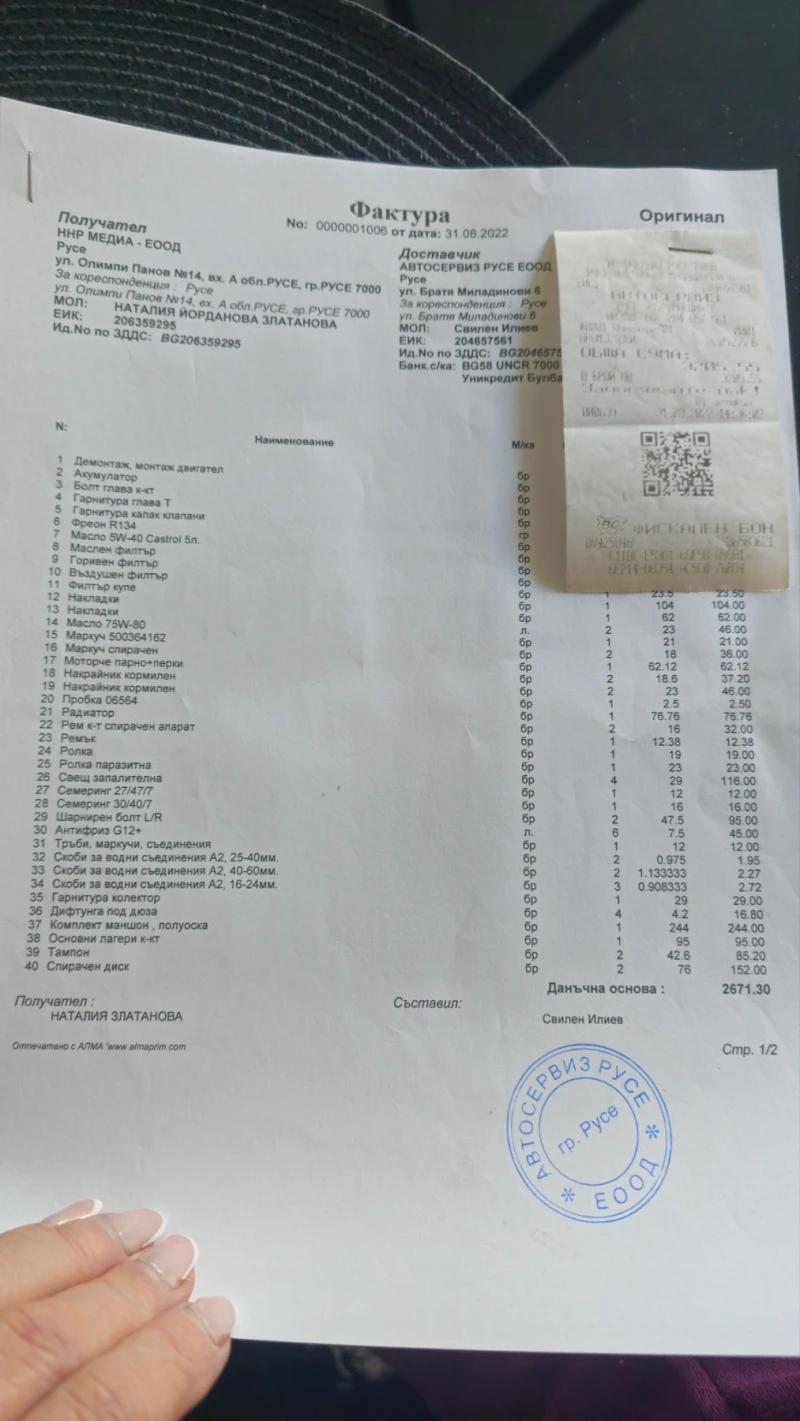 Фактура
Оригинал
No: 0000001006 от дата: 31.08.2022
Получател
ННР МЕДИА - ЕООД
Русе
ул. Олимпи Панов №14, вх. А обл.РУСЕ, гр.РУСЕ 7000
За кореспонденция : Русе
ул. Олимпи Панов №14, вх. А обл.РУСЕ, гр.РУСЕ 7000
МОЛ: НАТАЛИЯ ЙОРДАНОВА ЗЛАТАНОВА
ЕИК: 206359295
Ид.No по ЗДДС: BG206359295
Доставчик
АВТОСЕРВИЗ РУСЕ ЕООД
Русе
ул. Братя Миладинови 6
За кореспонденция : Русе
ул. Братя Миладинови 6
МОЛ: Свилен Илиев
ЕИК: 204657561
Ид.No по ЗДДС: BG2046575
Банк.с/ка: BG58 UNCR 7000
Уникредит Булба
АВТОСЕРВИЗ
ОБЩА СУМА:
ФИСКАЛЕН БОН
N: Наименование М/ка
1 Демонтаж, монтаж двигател бр
2 Акумулатор бр
3 Болт глава к-кт бр
4 Гарнитура глава Т бр
5 Гарнитура капак клапани бр
6 Фреон R134 гр
7 Масло 5W-40 Castrol 5л. бр
8 Маслен филтър бр
9 Горивен филтър бр
10 Въздушен филтър бр
11 Филтър купе бр 1 23.5 23.50
12 Накладки бр 1 104 104.00
13 Накладки бр 1 62 62.00
14 Масло 75W-80 л. 2 23 46.00
15 Маркуч 500364162 бр 1 21 21.00
16 Маркуч спирачен бр 2 18 36.00
17 Моторче парно+перки бр 1 62.12 62.12
18 Накрайник кормилен бр 2 18.6 37.20
19 Накрайник кормилен бр 2 23 46.00
20 Пробка 06564 бр 1 2.5 2.50
21 Радиатор бр 1 76.76 76.76
22 Рем к-т спирачен апарат бр 2 16 32.00
23 Ремък бр 1 12.38 12.38
24 Ролка бр 1 19 19.00
25 Ролка паразитна бр 1 23 23.00
26 Свещ запалителна бр 4 29 116.00
27 Семеринг 27/47/7 бр 1 12 12.00
28 Семеринг 30/40/7 бр 1 16 16.00
29 Шарнирен болт L/R бр 2 47.5 95.00
30 Антифриз G12+ л. 6 7.5 45.00
31 Тръби, маркучи, съединения бр 1 12 12.00
32 Скоби за водни съединения А2, 25-40мм. бр 2 0.975 1.95
33 Скоби за водни съединения А2, 40-60мм. бр 2 1.133333 2.27
34 Скоби за водни съединения А2, 16-24мм. бр 3 0.908333 2.72
35 Гарнитура колектор бр 1 29 29.00
36 Дифтунга под дюза бр 4 4.2 16.80
37 Комплект маншон , полуоска бр 1 244 244.00
38 Основни лагери к-кт бр 1 95 95.00
39 Тампон бр 2 42.6 85.20
40 Спирачен диск бр 2 76 152.00
Данъчна основа : 2671.30
Получател :
НАТАЛИЯ ЗЛАТАНОВА
Съставил:
Свилен Илиев
Отпечатано с АЛМА 'www.almaprim.com
Стр. 1/2
АВТОСЕРВИЗ РУСЕ
гр. Русе
* ЕООД *